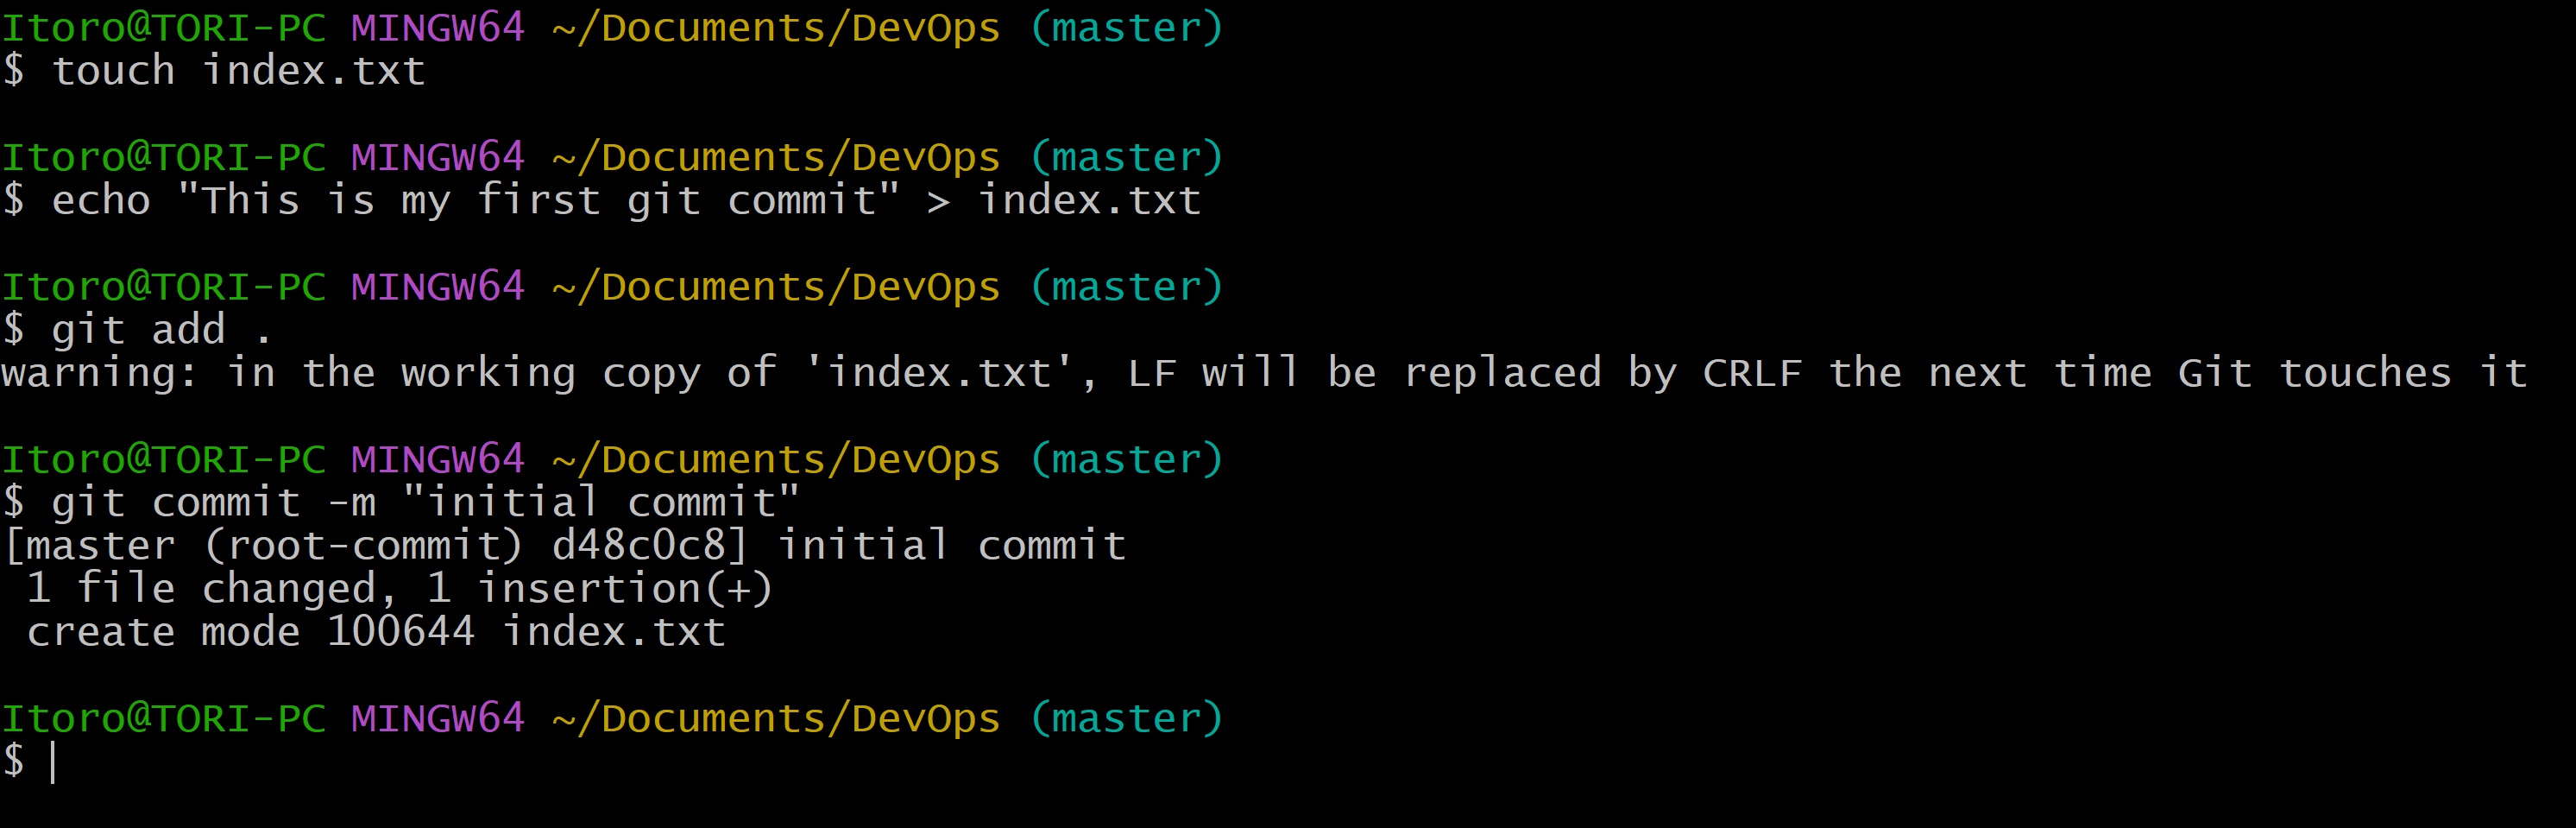 Itoro@TORI-PC MINGW64 ~/Documents/DevOps (master)
$ touch index.txt
Itoro@TORI-PC MINGW64 ~/Documents/DevOps (master)
$ echo "This is my first git commit" > index.txt
Itoro@TORI-PC MINGW64 ~/Documents/DevOps (master)
$ git add .
warning: in the working copy of 'index.txt', LF will be replaced by CRLF the next time Git touches it
Itoro@TORI-PC MINGW64 ~/Documents/DevOps (master)
$ git commit -m "initial commit"
[master (root-commit) d48c0c8] initial commit
 1 file changed, 1 insertion(+)
 create mode 100644 index.txt
Itoro@TORI-PC MINGW64 ~/Documents/DevOps (master)
$